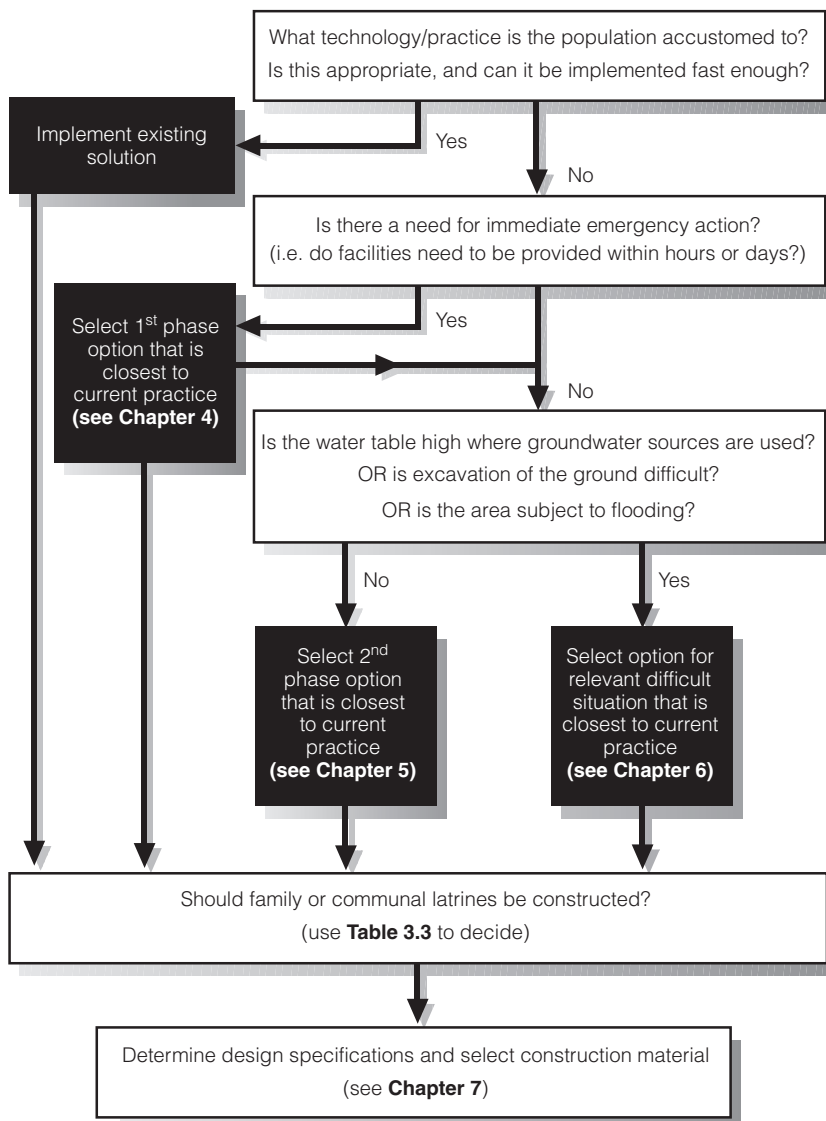 What technology/practice is the population accustomed to?
Is this appropriate, and can it be implemented fast enough?
Implement existing
solution
Yes
No
Is there a need for immediate emergency action?
(i.e. do facilities need to be provided within hours or days?)
Select 1st phase
option that is
closest to
current practice
(see Chapter 4)
Yes
No
Is the water table high where groundwater sources are used?
OR is excavation of the ground difficult?
OR is the area subject to flooding?
No
Yes
Select 2nd
phase option
that is closest
to current
practice
(see Chapter 5)
Select option for
relevant difficult
situation that is
closest to current
practice
(see Chapter 6)
Should family or communal latrines be constructed?
(use Table 3.3 to decide)
Determine design specifications and select construction material
(see Chapter 7)